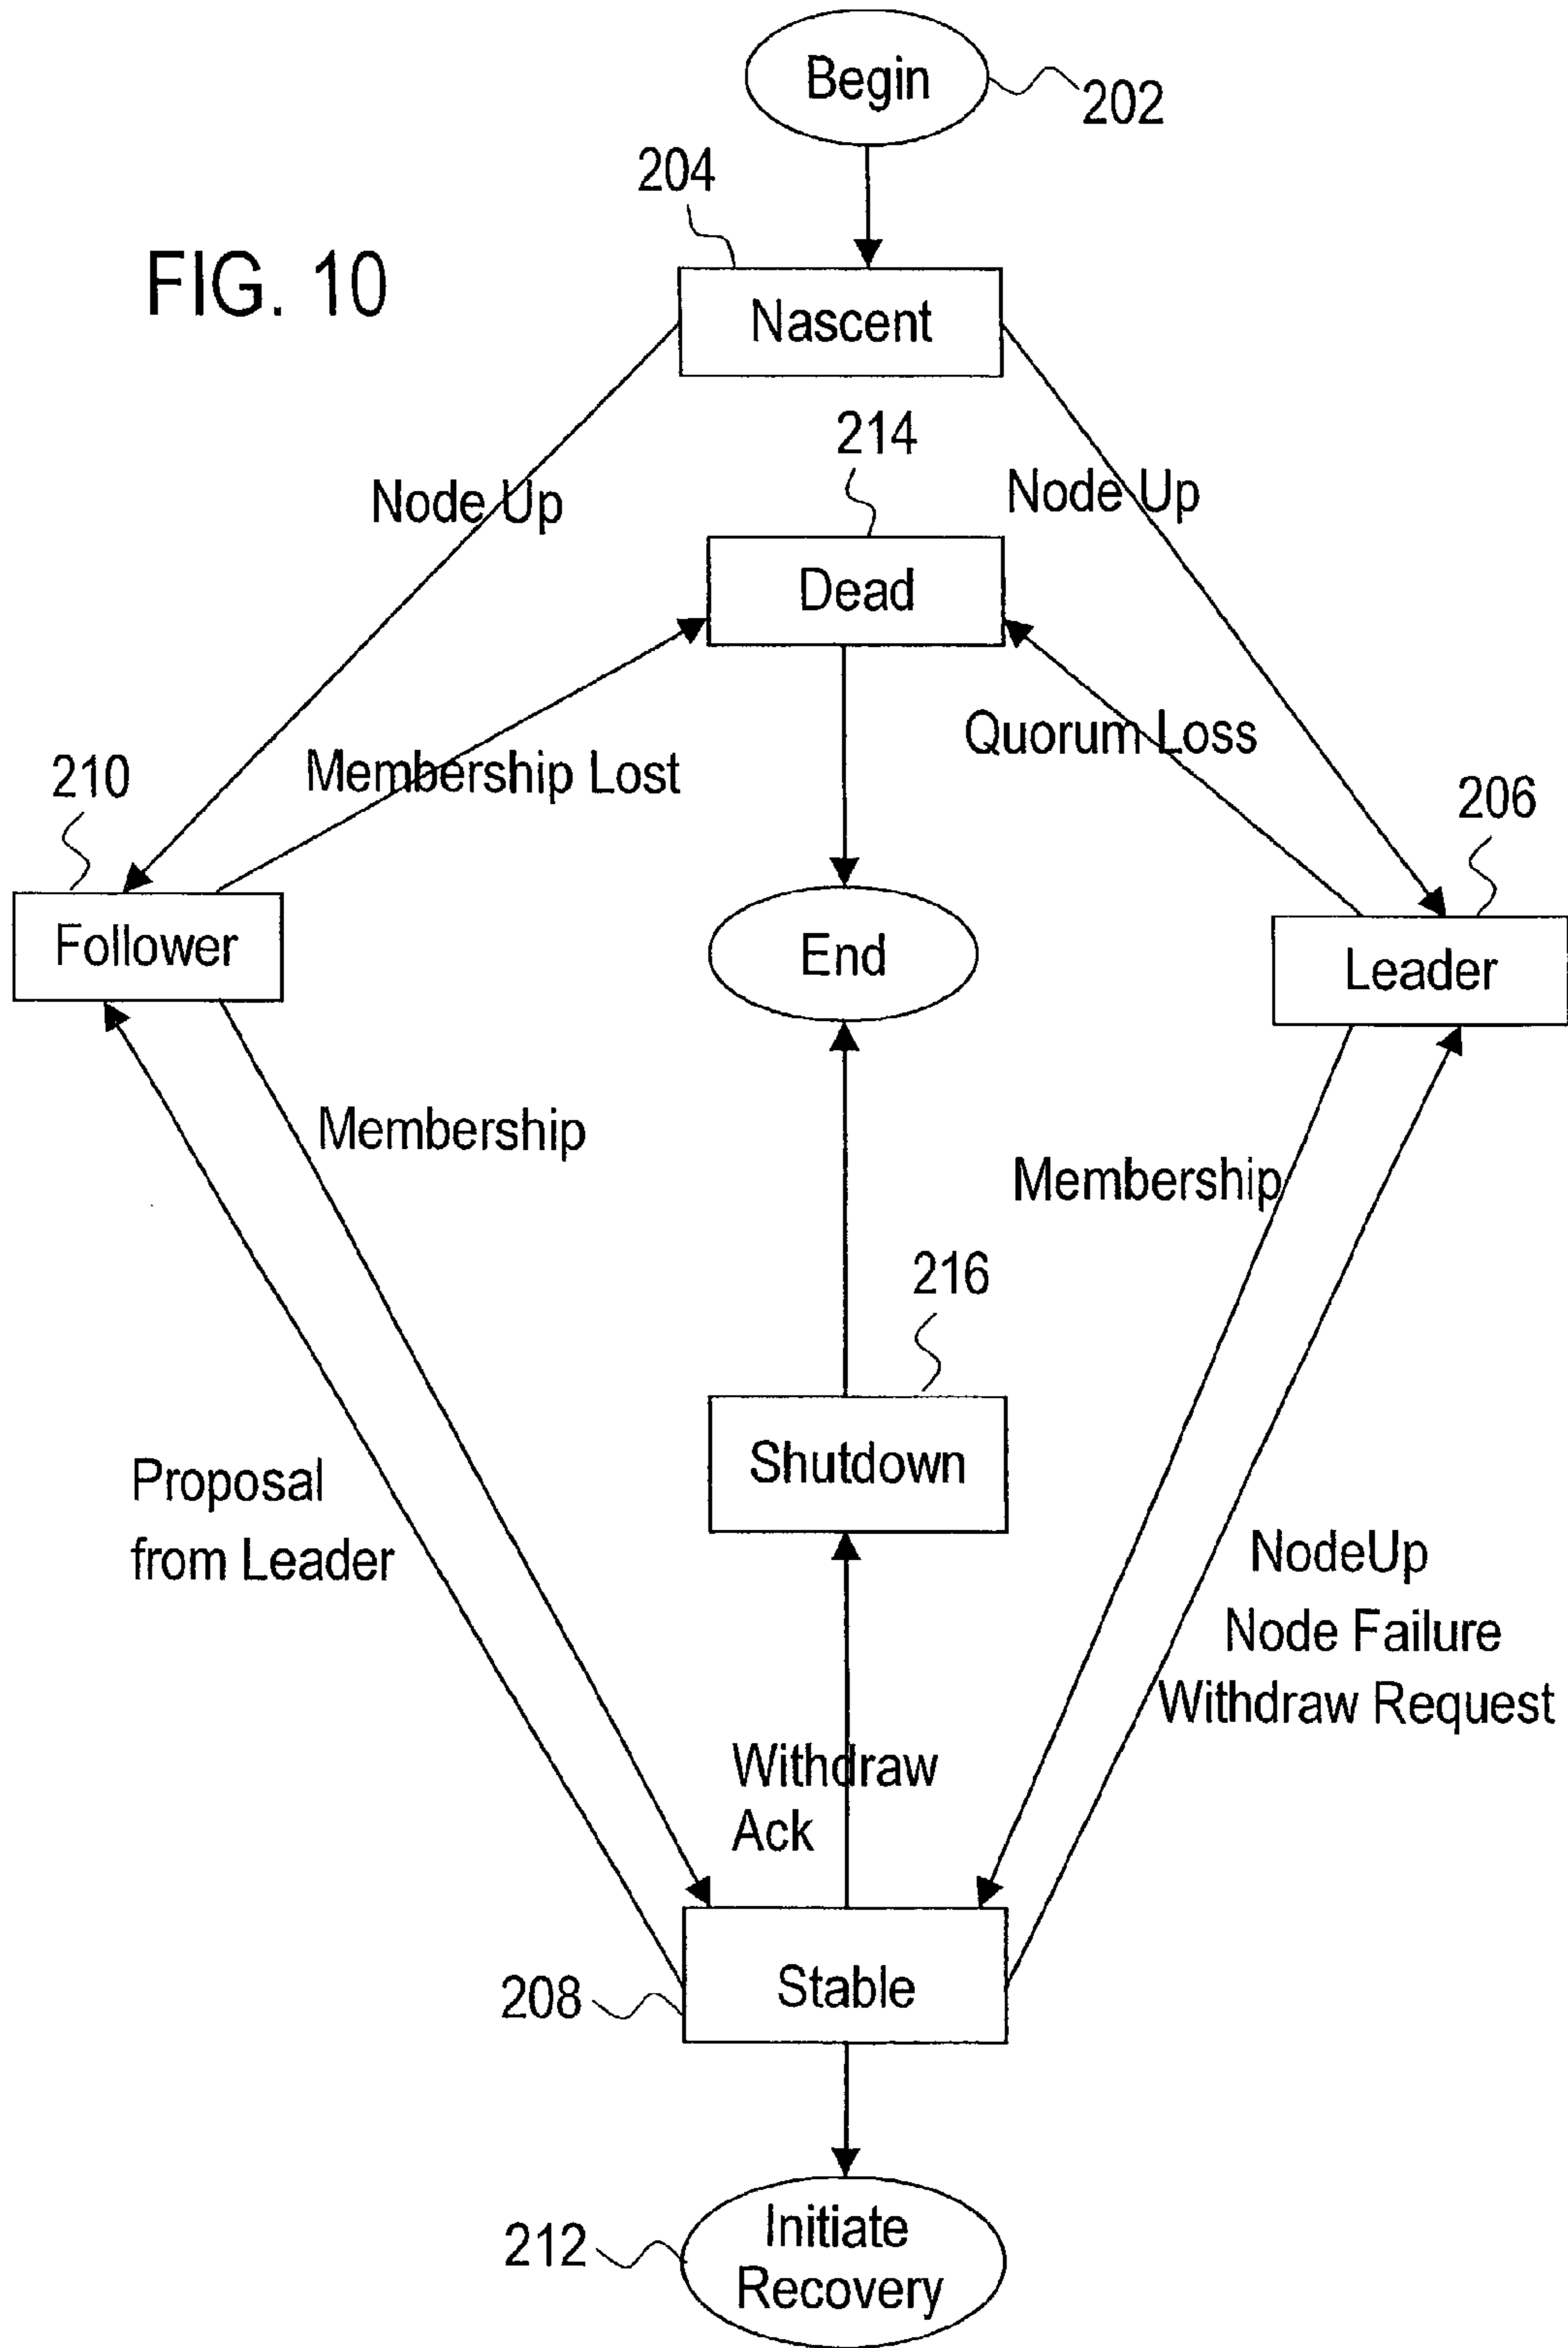 Begin
202
204
FIG. 10
Nascent
214
Node Up
Node Up
Dead
Quorum Loss
210
Membership Lost
206
Follower
End
Leader
Membership
Membership
216
Shutdown
Proposal
from Leader
NodeUp
Node Failure
Withdraw Request
Withdraw
Ack
208
Stable
212
Initiate
Recovery